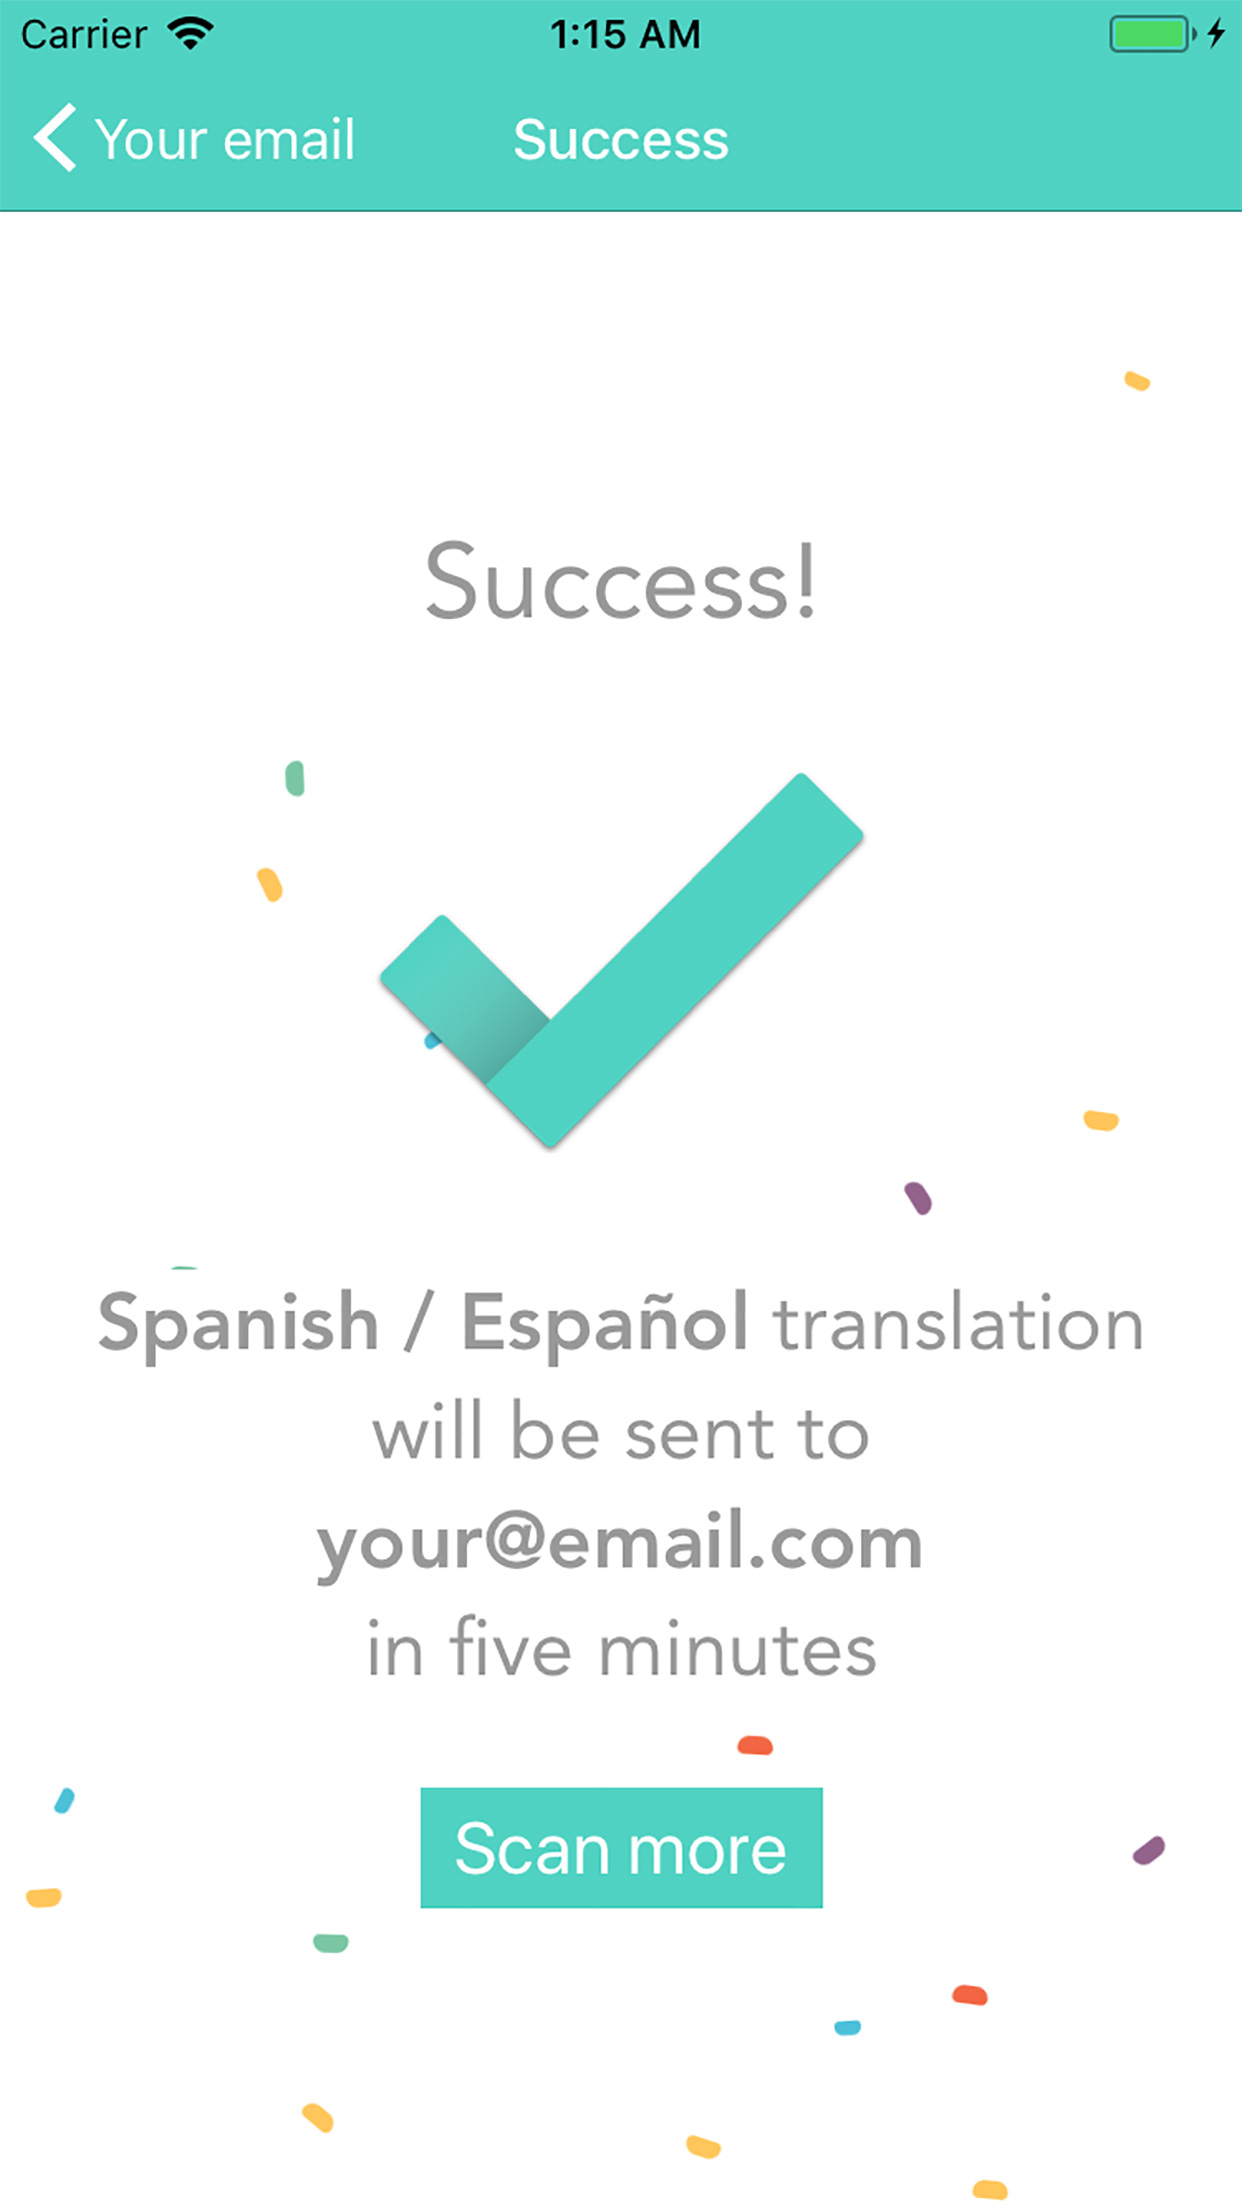 Carrier 1:15 AM
Your email Success
Success!
Spanish / Español translation
will be sent to
your@email.com
in five minutes
Scan more